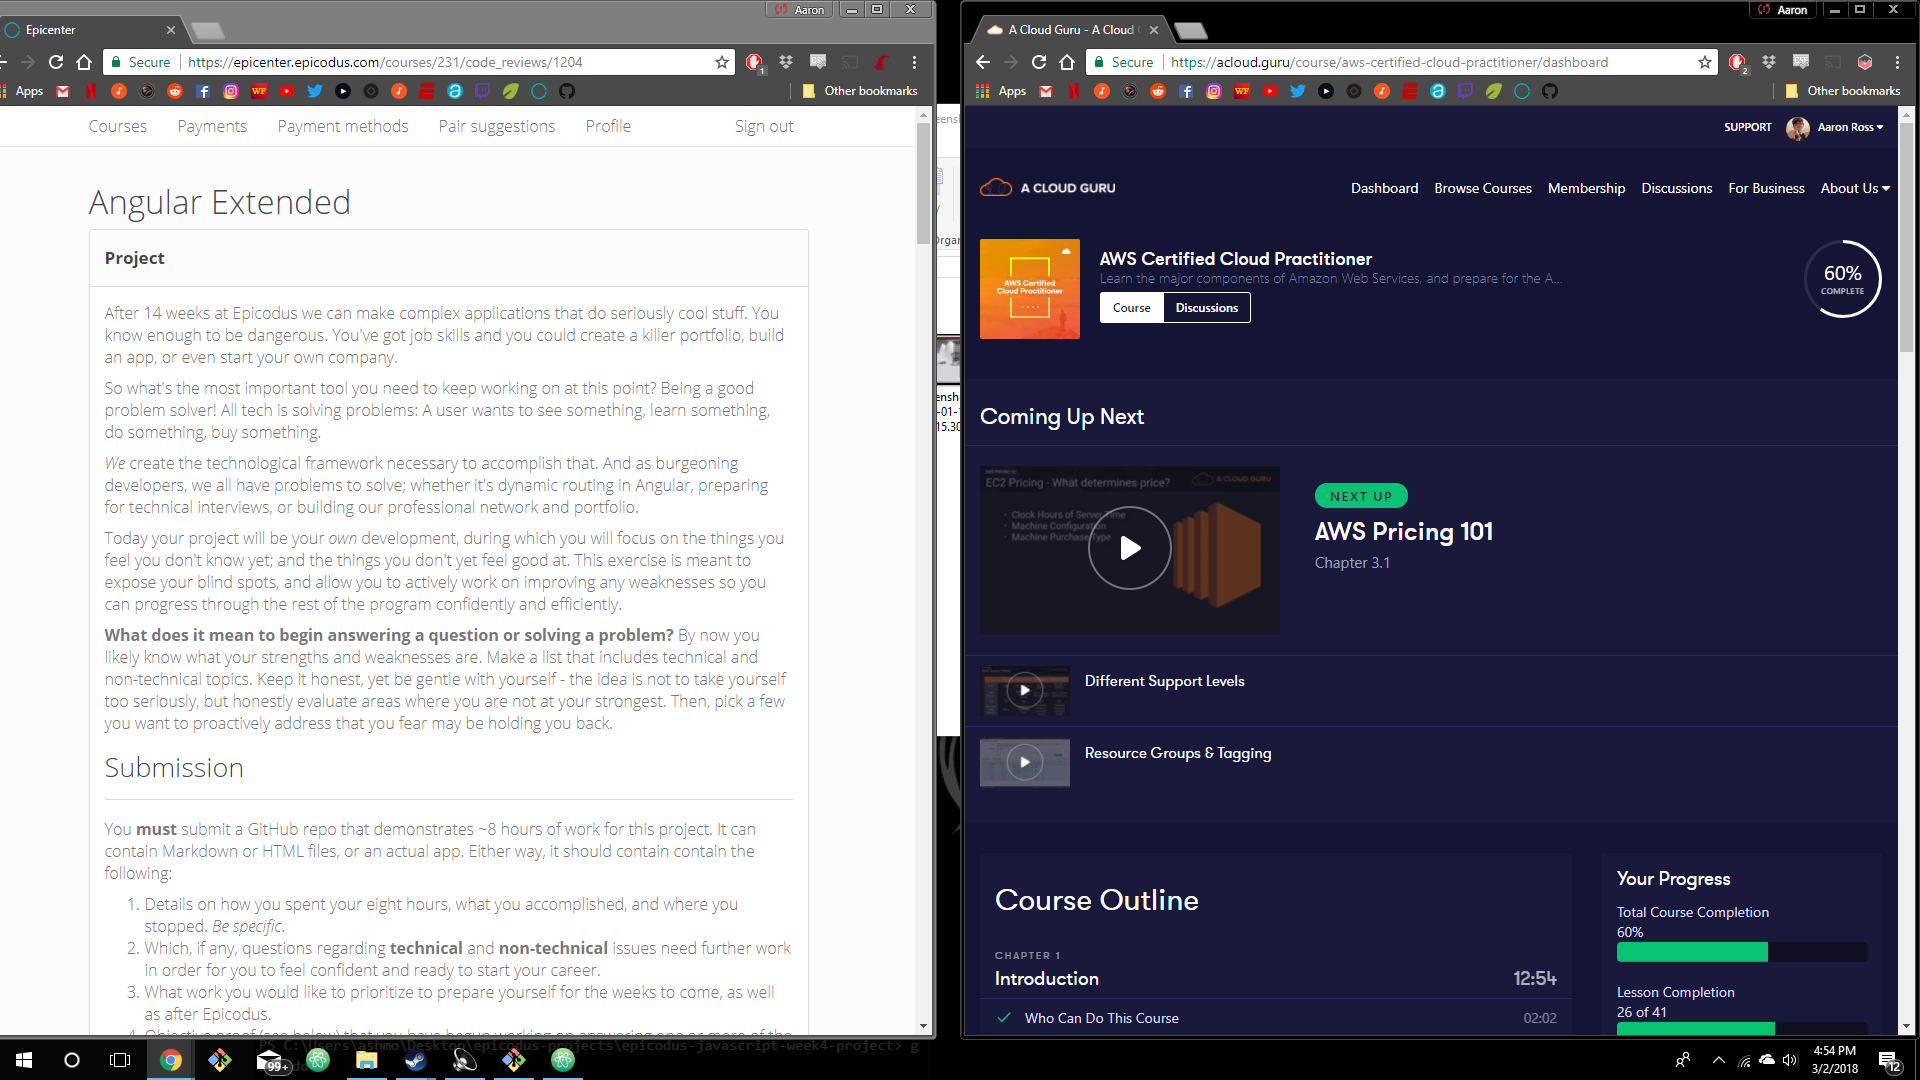 Aaron
Epicenter
Secure
https://epicenter.epicodus.com/courses/231/code_reviews/1204
Apps
Other bookmarks
Courses
Payments
Payment methods
Pair suggestions
Profile
Sign out
Angular Extended
Project
After 14 weeks at Epicodus we can make complex applications that do seriously cool stuff. You
know enough to be dangerous. You've got job skills and you could create a killer portfolio, build
an app, or even start your own company.
So what's the most important tool you need to keep working on at this point? Being a good
problem solver! All tech is solving problems: A user wants to see something, learn something,
do something, buy something.
We create the technological framework necessary to accomplish that. And as burgeoning
developers, we all have problems to solve; whether it's dynamic routing in Angular, preparing
for technical interviews, or building our professional network and portfolio.
Today your project will be your own development, during which you will focus on the things you
feel you don't know yet; and the things you don't yet feel good at. This exercise is meant to
expose your blind spots, and allow you to actively work on improving any weaknesses so you
can progress through the rest of the program confidently and efficiently.
What does it mean to begin answering a question or solving a problem? By now you
likely know what your strengths and weaknesses are. Make a list that includes technical and
non-technical topics. Keep it honest, yet be gentle with yourself - the idea is not to take yourself
too seriously, but honestly evaluate areas where you are not at your strongest. Then, pick a few
you want to proactively address that you fear may be holding you back.
Submission
You must submit a GitHub repo that demonstrates ~8 hours of work for this project. It can
contain Markdown or HTML files, or an actual app. Either way, it should contain contain the
following:
1. Details on how you spent your eight hours, what you accomplished, and where you
stopped. Be specific.
2. Which, if any, questions regarding technical and non-technical issues need further work
in order for you to feel confident and ready to start your career.
3. What work you would like to prioritize to prepare yourself for the weeks to come, as well
as after Epicodus.
4. Objective proof (see below) that you have begun working on answering one or more of the
PS C:\Users\ashmo\Desktop\epicodus-projects\epicodus-javascript-week4-project> g
99+
Aaron
A Cloud Guru - A Cloud
Secure
https://acloud.guru/course/aws-certified-cloud-practitioner/dashboard
Apps
Other bookmarks
SUPPORT
Aaron Ross
A CLOUD GURU
Dashboard
Browse Courses
Membership
Discussions
For Business
About Us
AWS Certified
Cloud Practitioner
AWS Certified Cloud Practitioner
Learn the major components of Amazon Web Services, and prepare for the A...
Course
Discussions
60%
COMPLETE
Coming Up Next
EC2 Pricing - What determines price?
A CLOUD GURU
• Clock Hours of Server Time
• Machine Configuration
• Machine Purchase Type
NEXT UP
AWS Pricing 101
Chapter 3.1
Different Support Levels
Resource Groups & Tagging
Course Outline
CHAPTER 1
Introduction
12:54
Who Can Do This Course
02:02
Your Progress
Total Course Completion
60%
Lesson Completion
26 of 41
4:54 PM
3/2/2018
12